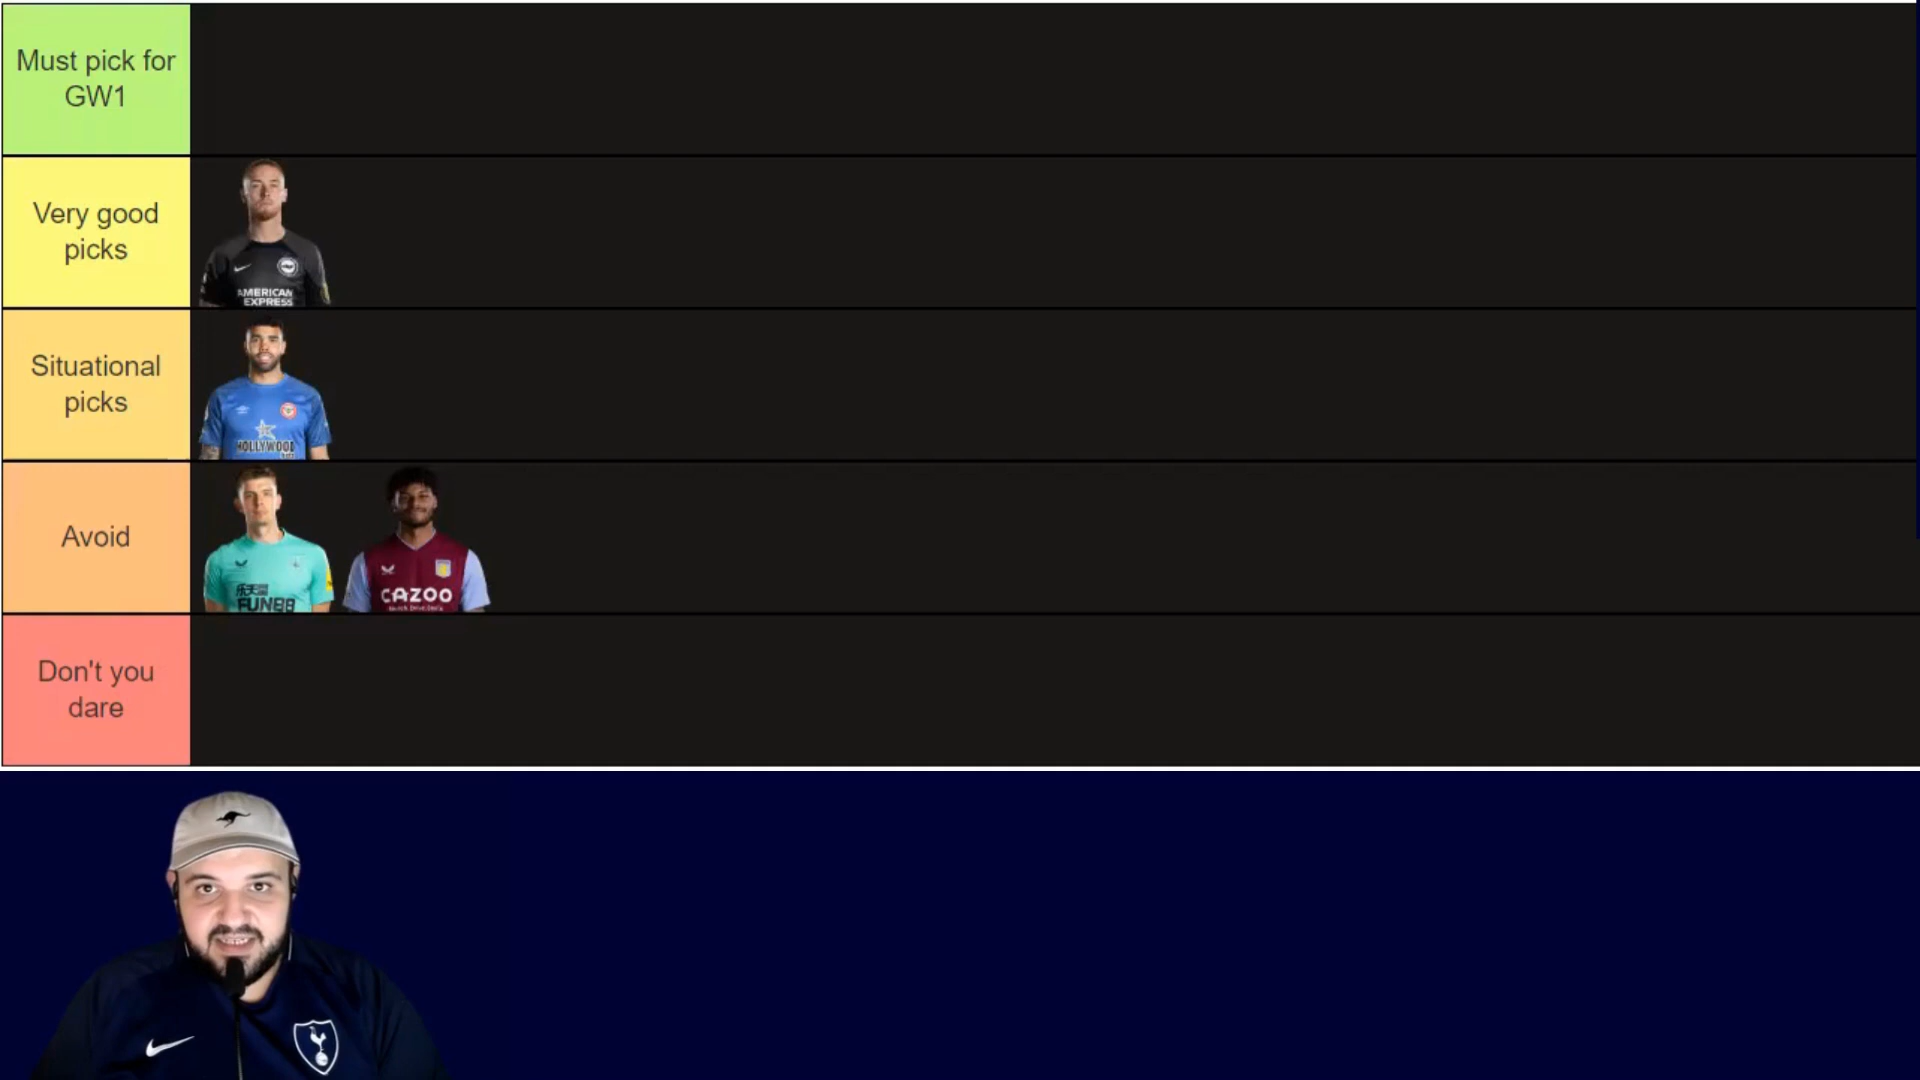 Must pick for
GW1
Very good
picks
AMERICAN
EXPRESS
Situational
picks
HOLLYWOOD
Avoid
FUN88
CAZOO
Don't you
dare